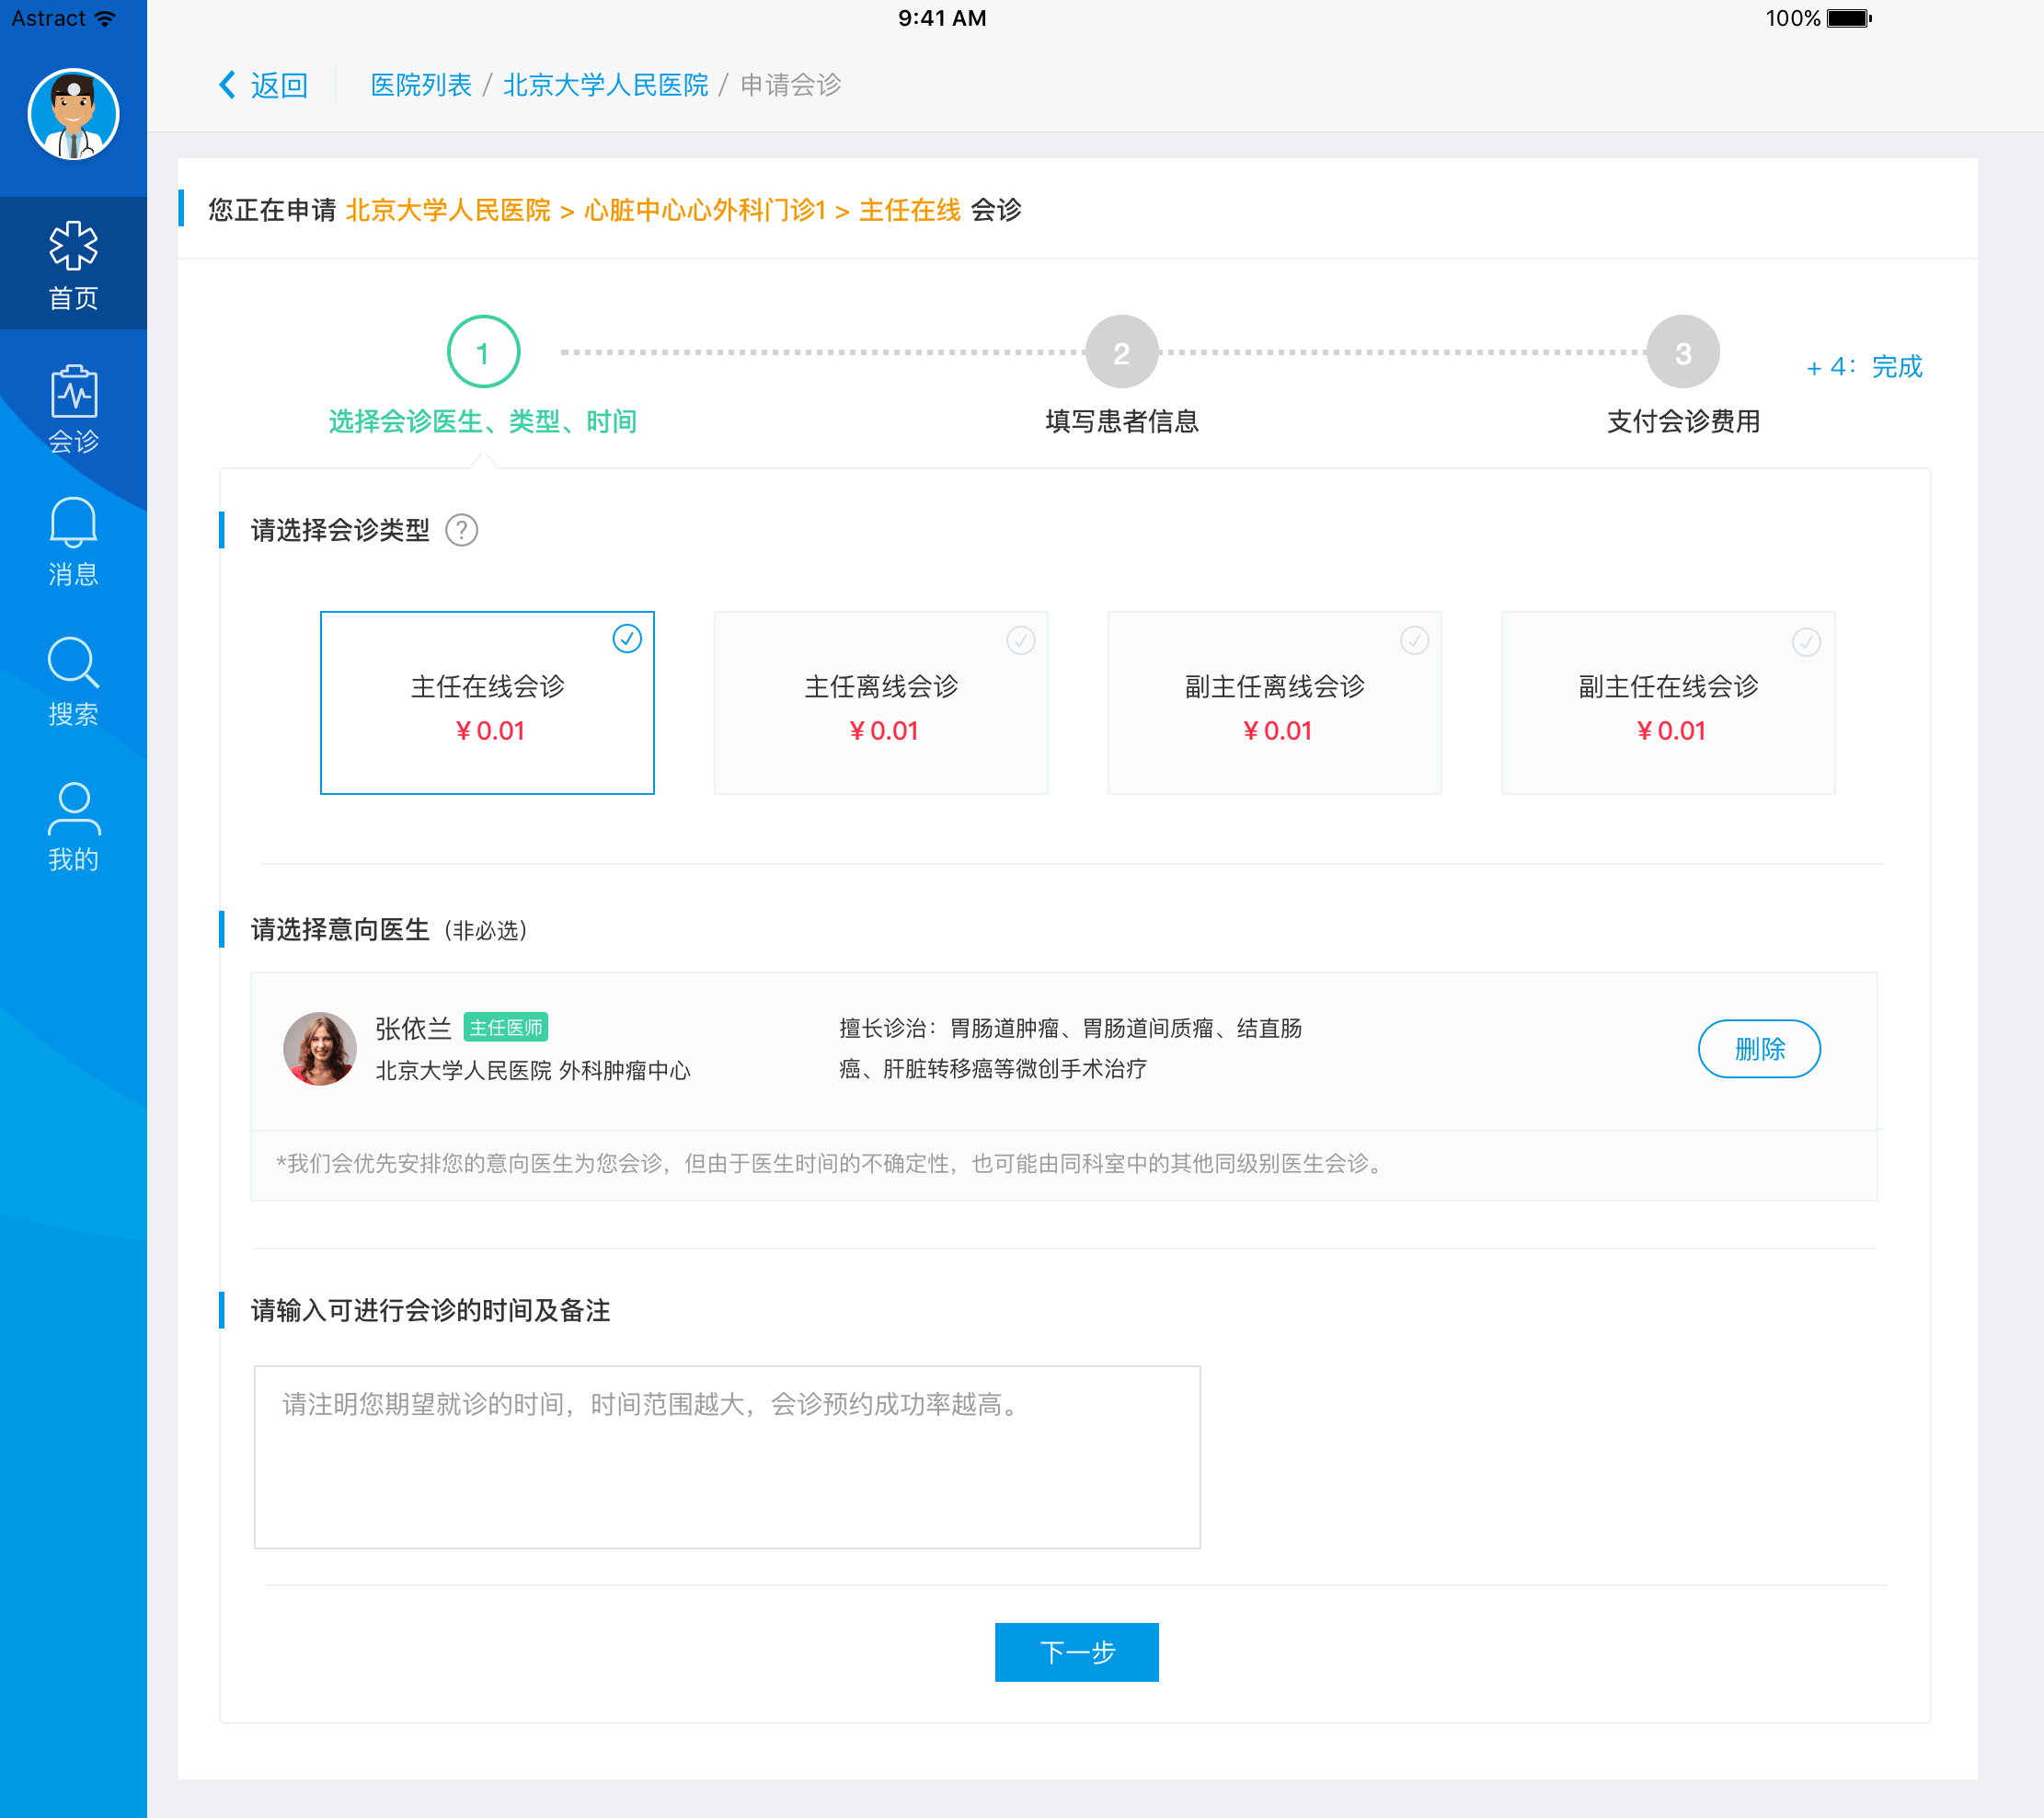 Astract 9:41 AM 100%
返回 医院列表 / 北京大学人民医院 / 申请会诊
首页
会诊
消息
搜索
我的
您正在申请 北京大学人民医院 > 心脏中心心外科门诊1 > 主任在线 会诊
1 2 3 + 4：完成
选择会诊医生、类型、时间 填写患者信息 支付会诊费用
请选择会诊类型 ?
主任在线会诊
¥ 0.01
主任离线会诊
¥ 0.01
副主任离线会诊
¥ 0.01
副主任在线会诊
¥ 0.01
请选择意向医生（非必选）
张依兰 主任医师
北京大学人民医院 外科肿瘤中心
擅长诊治：胃肠道肿瘤、胃肠道间质瘤、结直肠
癌、肝脏转移癌等微创手术治疗
删除
*我们会优先安排您的意向医生为您会诊，但由于医生时间的不确定性，也可能由同科室中的其他同级别医生会诊。
请输入可进行会诊的时间及备注
请注明您期望就诊的时间，时间范围越大，会诊预约成功率越高。
下一步